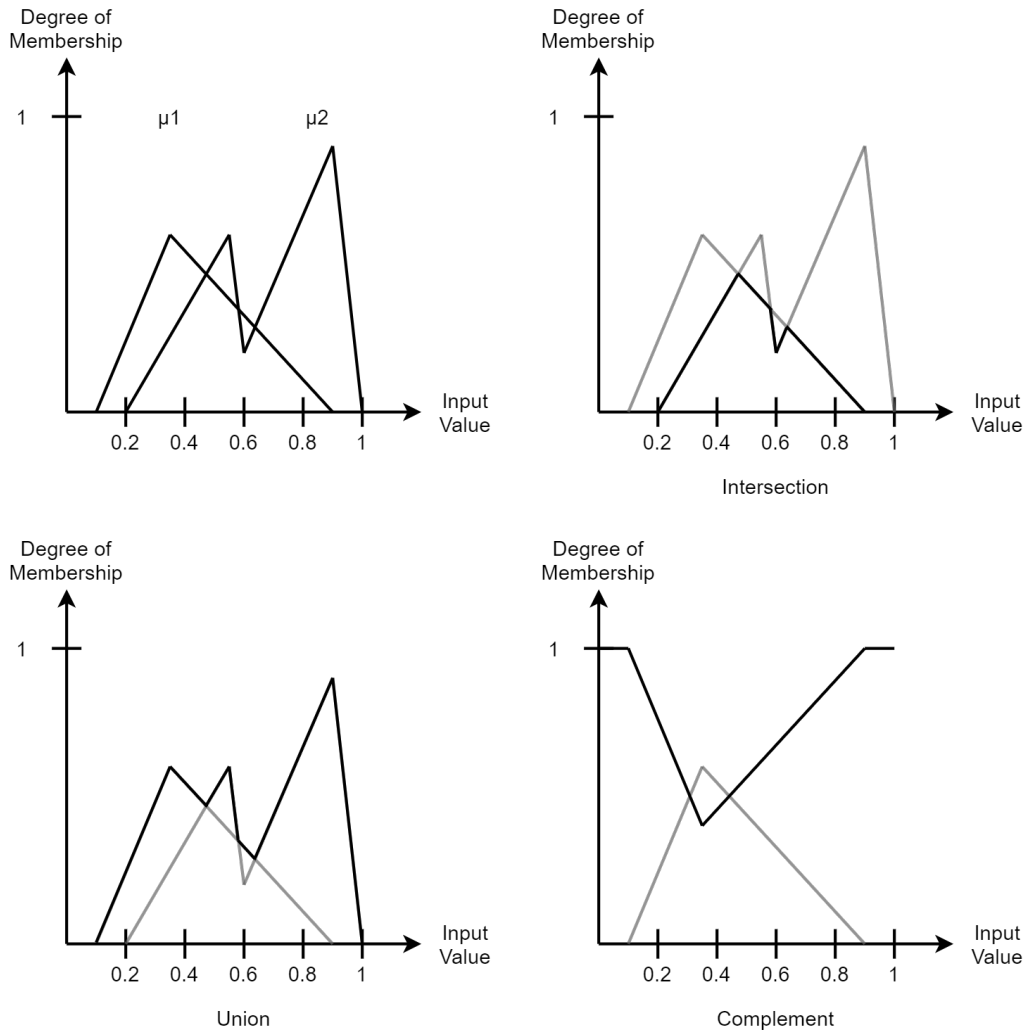 Degree of
Membership
1
µ1
µ2
Input
Value
0.2 0.4 0.6 0.8 1
Degree of
Membership
1
Input
Value
0.2 0.4 0.6 0.8 1
Intersection
Degree of
Membership
1
Input
Value
0.2 0.4 0.6 0.8 1
Union
Degree of
Membership
1
Input
Value
0.2 0.4 0.6 0.8 1
Complement